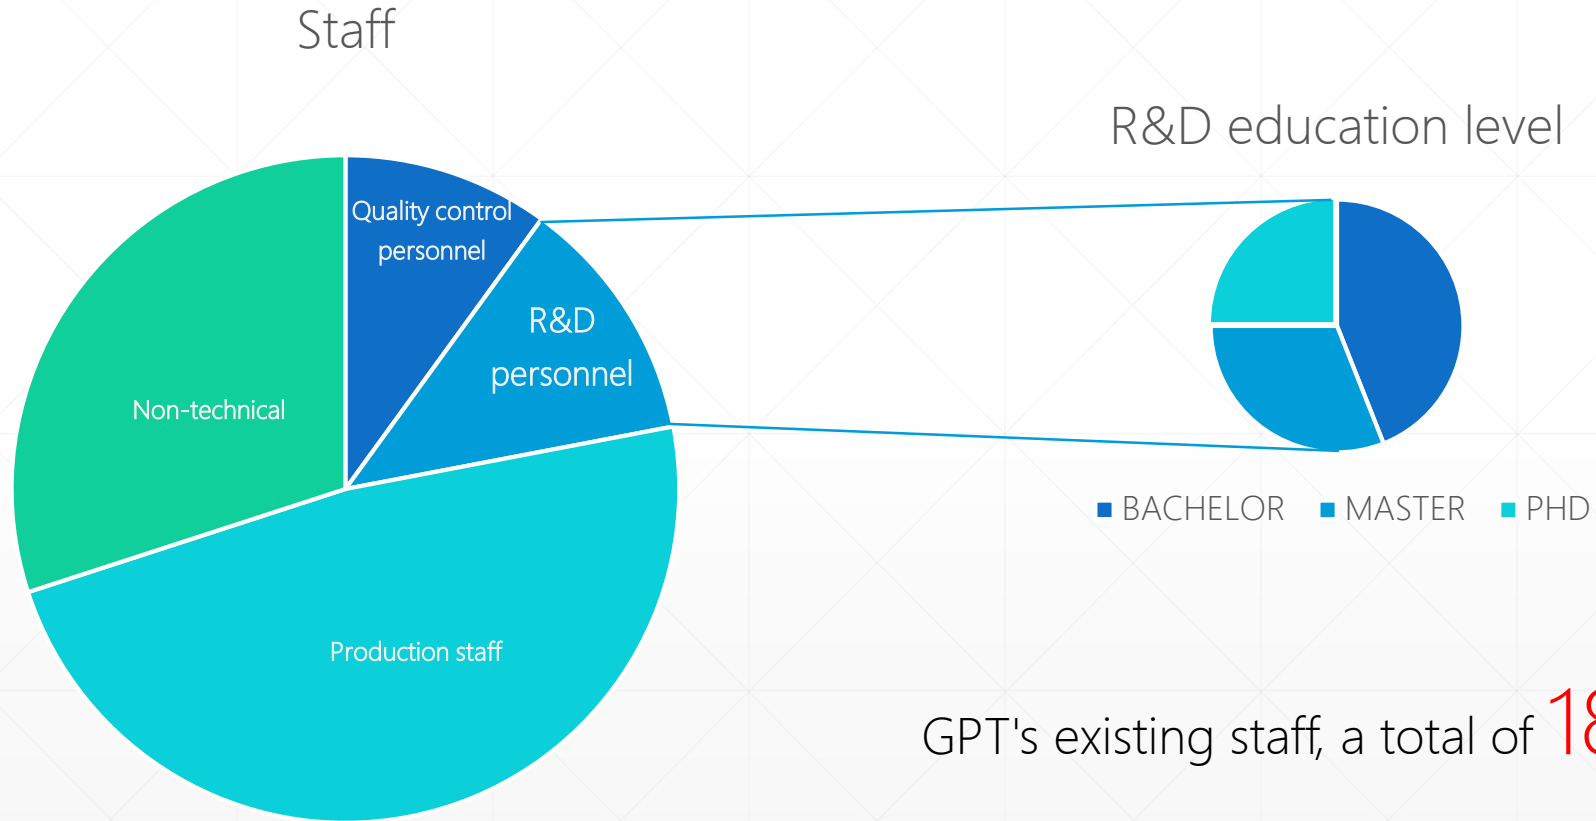 Staff
R&D education level
Quality control
personnel
R&D
personnel
Non-technical
Production staff
BACHELOR MASTER PHD
GPT's existing staff, a total of